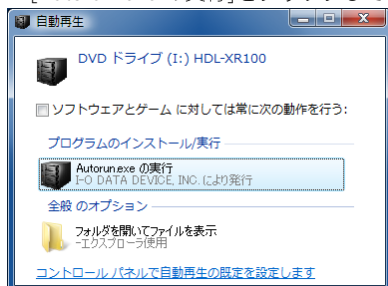 自動再生
DVD ドライブ (I:) HDL-XR100
ソフトウェアとゲーム に対しては常に次の動作を行う:
プログラムのインストール/実行
Autorun.exe の実行
I-O DATA DEVICE, INC. により発行
全般 のオプション
フォルダを開いてファイルを表示
-エクスプローラ使用
コントロール パネルで自動再生の既定を設定します